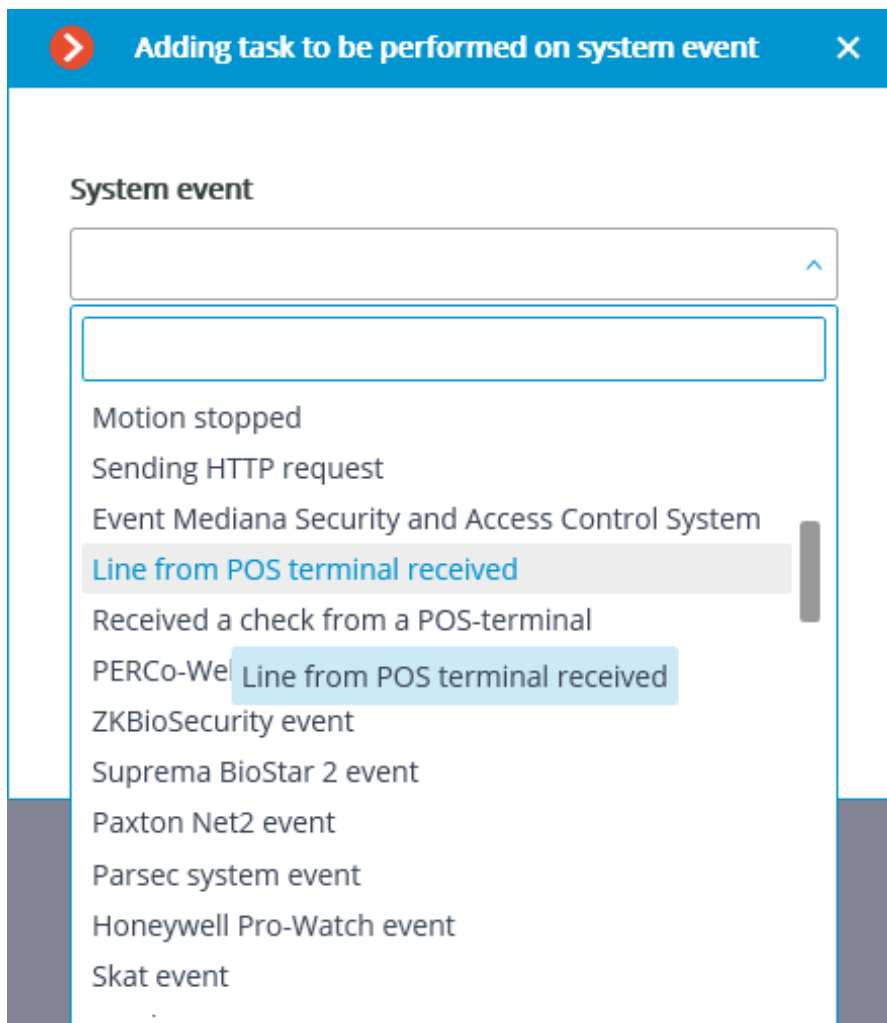 Adding task to be performed on system event
System event
Motion stopped
Sending HTTP request
Event Mediana Security and Access Control System
Line from POS terminal received
Received a check from a POS-terminal
Line from POS terminal received
ZKBioSecurity event
Suprema BioStar 2 event
Paxton Net2 event
Parsec system event
Honeywell Pro-Watch event
Skat event